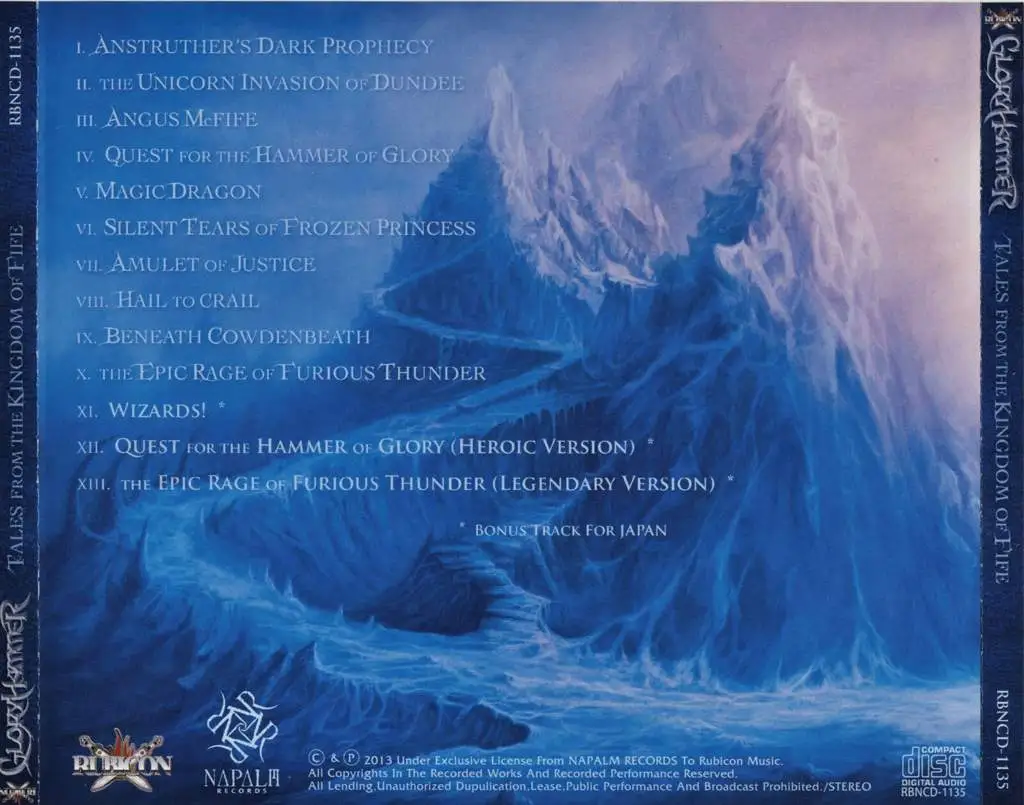 RBNCD-1135
TALES FROM THE KINGDOM OF FIFE
GLORYHAMMER
I. ANSTRUTHER'S DARK PROPHECY
II. THE UNICORN INVASION OF DUNDEE
III. ANGUS McFIFE
IV. QUEST FOR THE HAMMER OF GLORY
V. MAGIC DRAGON
VI. SILENT TEARS OF FROZEN PRINCESS
VII. AMULET OF JUSTICE
VIII. HAIL TO CRAIL
IX. BENEATH COWDENBEATH
X. THE EPIC RAGE OF FURIOUS THUNDER
XI. WIZARDS! *
XII. QUEST FOR THE HAMMER OF GLORY (HEROIC VERSION) *
XIII. THE EPIC RAGE OF FURIOUS THUNDER (LEGENDARY VERSION) *
* BONUS TRACK FOR JAPAN
RUBICON
NAPALM
RECORDS
© & ℗ 2013 Under Exclusive License From NAPALM RECORDS To Rubicon Music.
All Copyrights In The Recorded Works And Recorded Performance Reserved.
All Lending,Unauthorized Dupulication,Lease,Public Performance And Broadcast Prohibited./STEREO
COMPACT
disc
DIGITAL AUDIO
RBNCD-1135
RUBICON
GLORYHAMMER
TALES FROM THE KINGDOM OF FIFE
RBNCD-1135